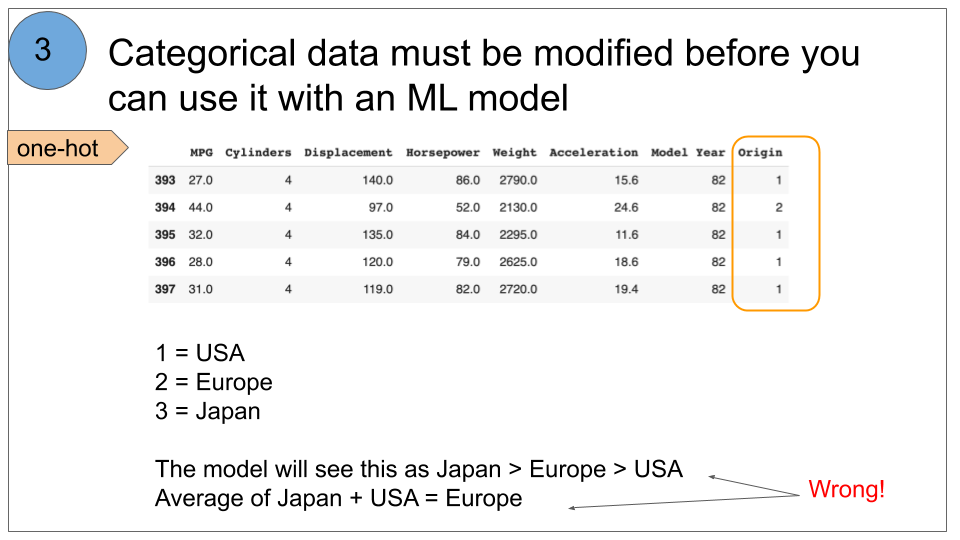 3
Categorical data must be modified before you
can use it with an ML model
one-hot
MPG Cylinders Displacement Horsepower Weight Acceleration Model Year Origin
393 27.0 4 140.0 86.0 2790.0 15.6 82 1
394 44.0 4 97.0 52.0 2130.0 24.6 82 2
395 32.0 4 135.0 84.0 2295.0 11.6 82 1
396 28.0 4 120.0 79.0 2625.0 18.6 82 1
397 31.0 4 119.0 82.0 2720.0 19.4 82 1
1 = USA
2 = Europe
3 = Japan
The model will see this as Japan > Europe > USA
Average of Japan + USA = Europe
Wrong!